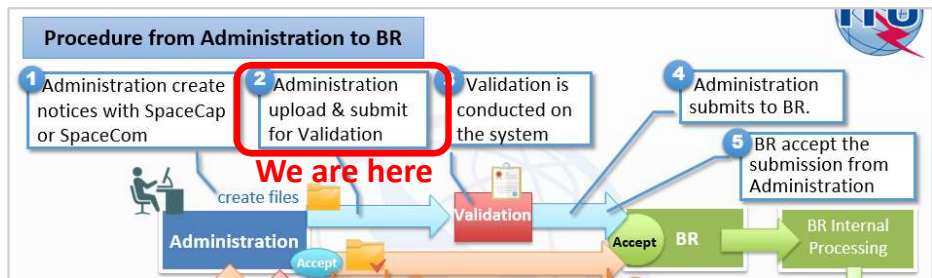 Procedure from Administration to BR
1 Administration create
notices with SpaceCap
or SpaceCom
2 Administration
upload & submit
for Validation
3 Validation is
conducted on
the system
4 Administration
submits to BR.
5 BR accept the
submission from
Administration
We are here
create files
Administration
Accept
Validation
Accept
BR
BR Internal
Processing